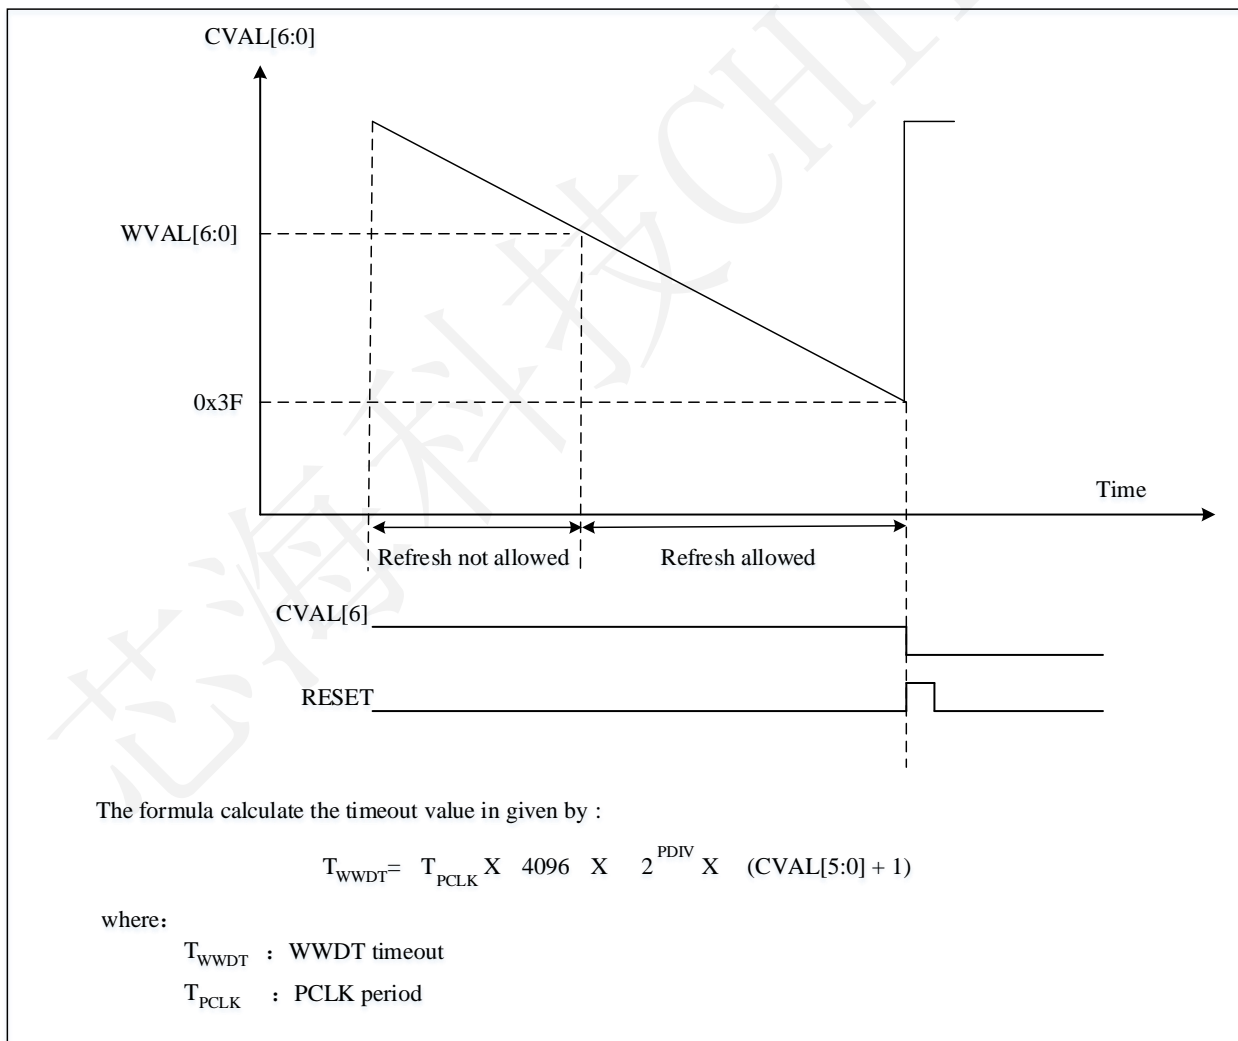 CVAL[6:0]
WVAL[6:0]
0x3F
Time
Refresh not allowed
Refresh allowed
CVAL[6]
RESET
The formula calculate the timeout value in given by :
TWWDT= TPCLK X 4096 X 2PDIV X (CVAL[5:0] + 1)
where：
TWWDT ： WWDT timeout
TPCLK ： PCLK period
芯海科技CHI